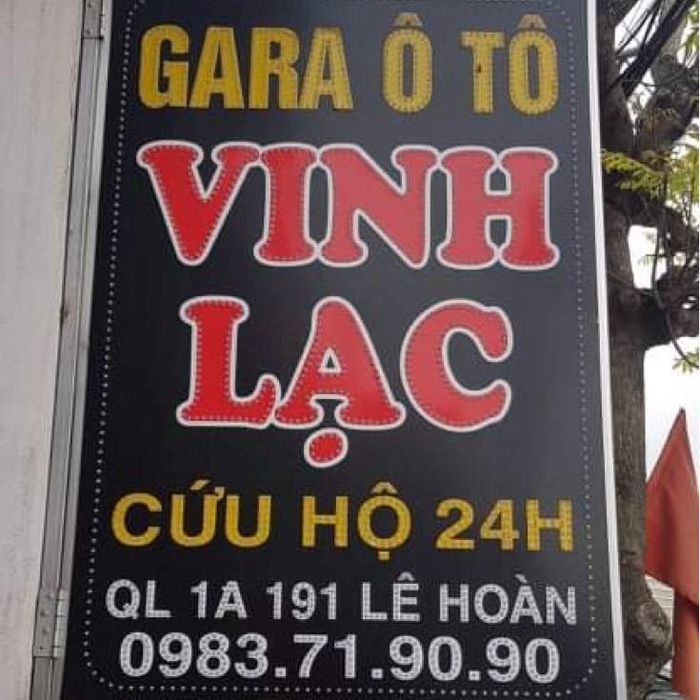 GARA Ô TÔ
VINH
LẠC
CỨU HỘ 24H
QL 1A 191 LÊ HOÀN
0983.71.90.90